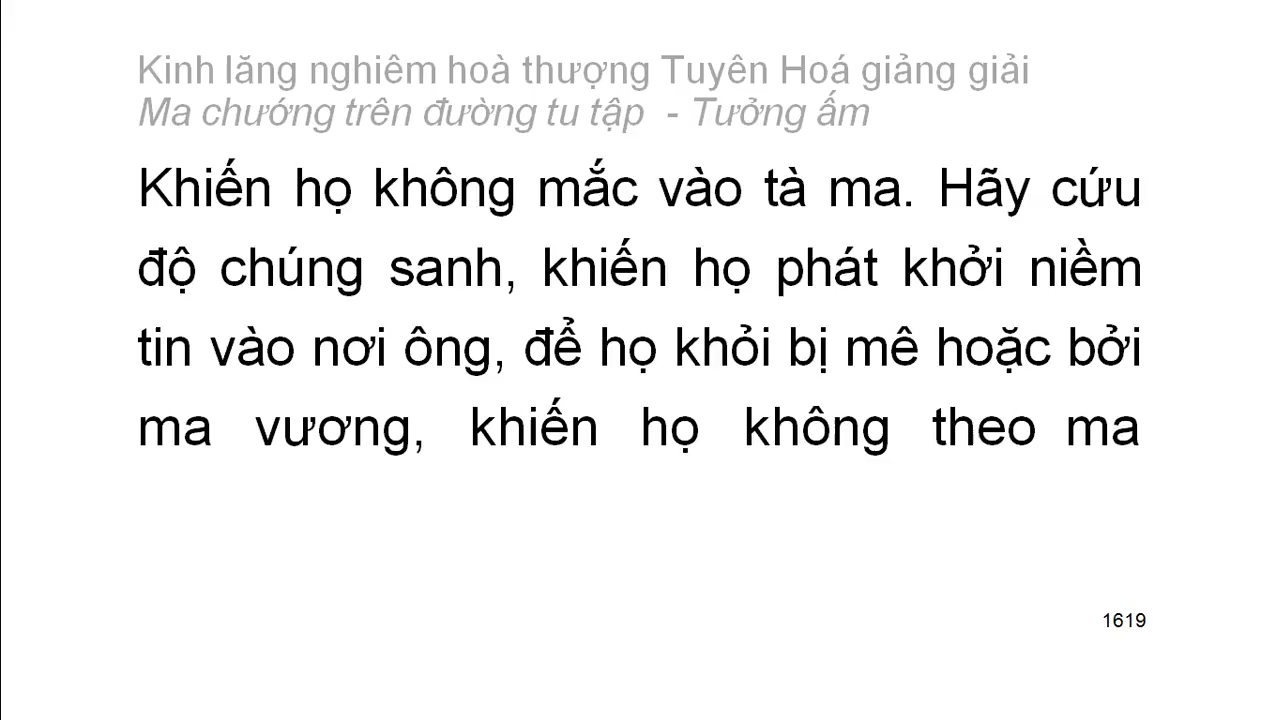 Kinh lăng nghiêm hoà thượng Tuyên Hoá giảng giải
Ma chướng trên đường tu tập - Tưởng ấm
Khiến họ không mắc vào tà ma. Hãy cứu
độ chúng sanh, khiến họ phát khởi niềm
tin vào nơi ông, để họ khỏi bị mê hoặc bởi
ma vương, khiến họ không theo ma
1619